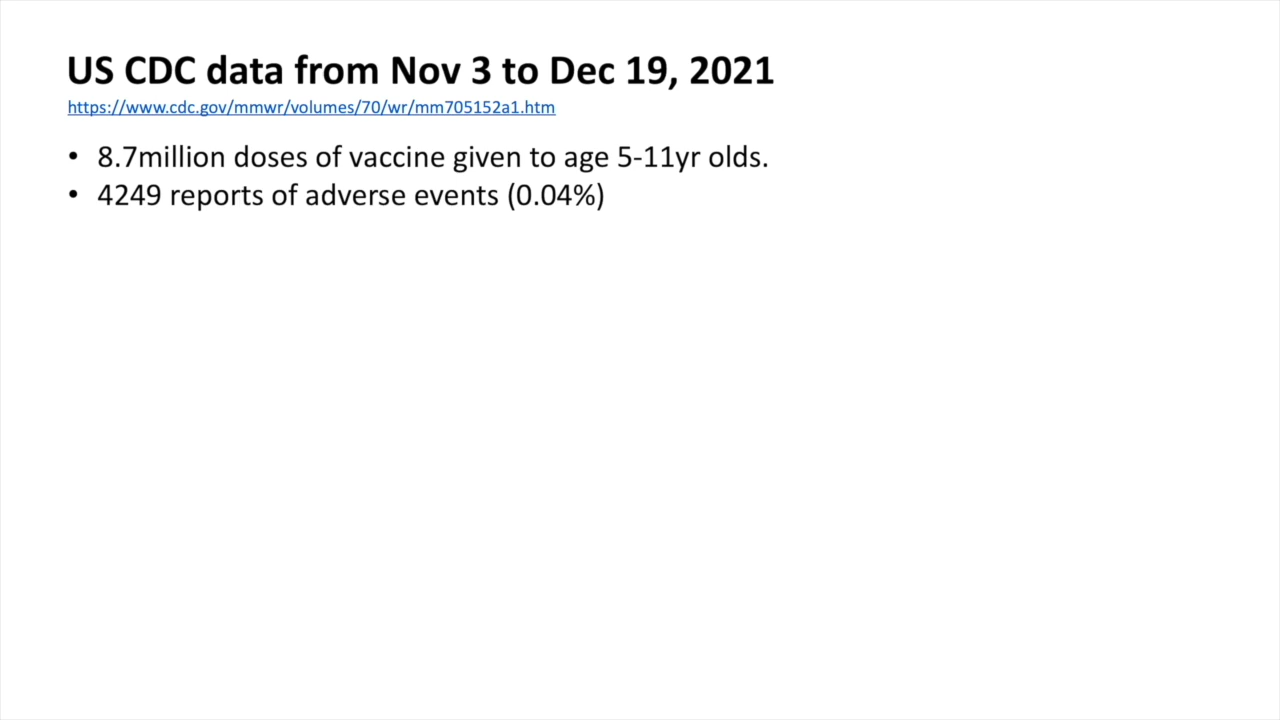 US CDC data from Nov 3 to Dec 19, 2021
https://www.cdc.gov/mmwr/volumes/70/wr/mm705152a1.htm
• 8.7million doses of vaccine given to age 5-11yr olds.
• 4249 reports of adverse events (0.04%)